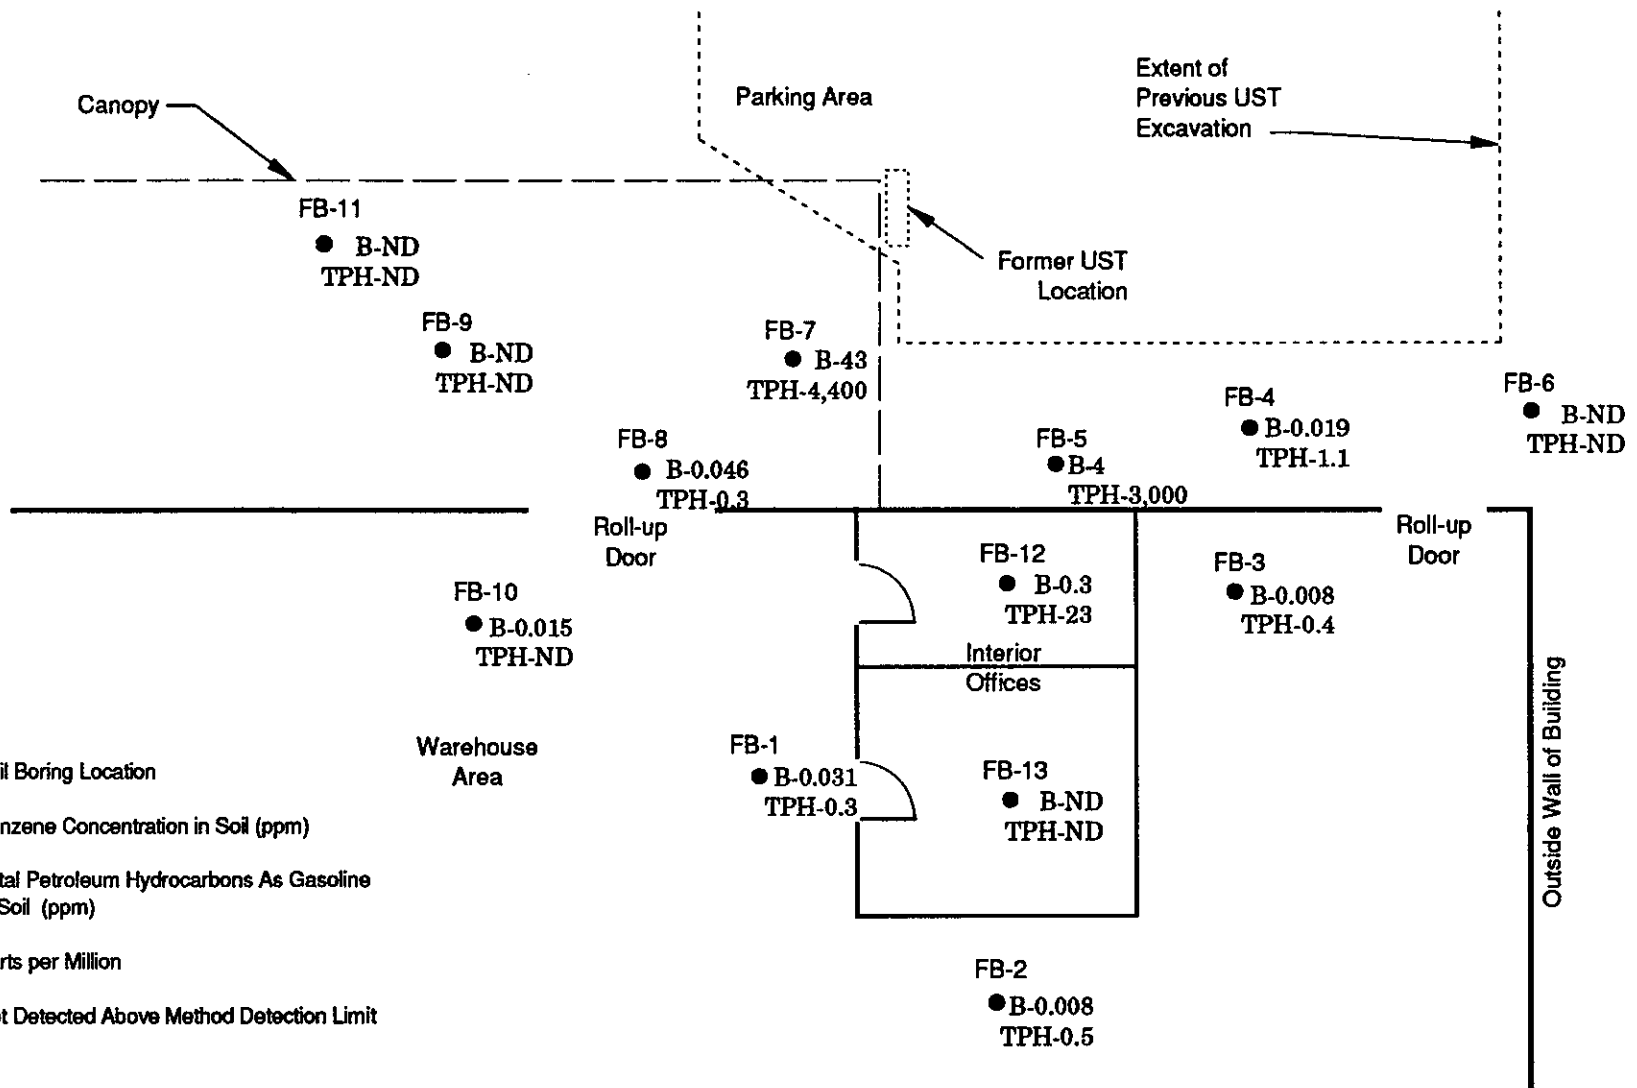 Extent of
Previous UST
Excavation
Parking Area
Canopy
FB-11
B-ND
TPH-ND
Former UST
Location
FB-9
B-ND
TPH-ND
FB-7
B-43
TPH-4,400
FB-6
B-ND
TPH-ND
FB-4
B-0.019
TPH-1.1
FB-8
B-0.046
TPH-0.3
FB-5
B-4
TPH-3,000
Roll-up
Door
Roll-up
Door
FB-12
B-0.3
TPH-23
FB-3
B-0.008
TPH-0.4
FB-10
B-0.015
TPH-ND
Interior
Offices
Outside Wall of Building
Warehouse
Area
FB-1
B-0.031
TPH-0.3
FB-13
B-ND
TPH-ND
il Boring Location
nzene Concentration in Soil (ppm)
tal Petroleum Hydrocarbons As Gasoline
Soil (ppm)
rts per Million
t Detected Above Method Detection Limit
FB-2
B-0.008
TPH-0.5